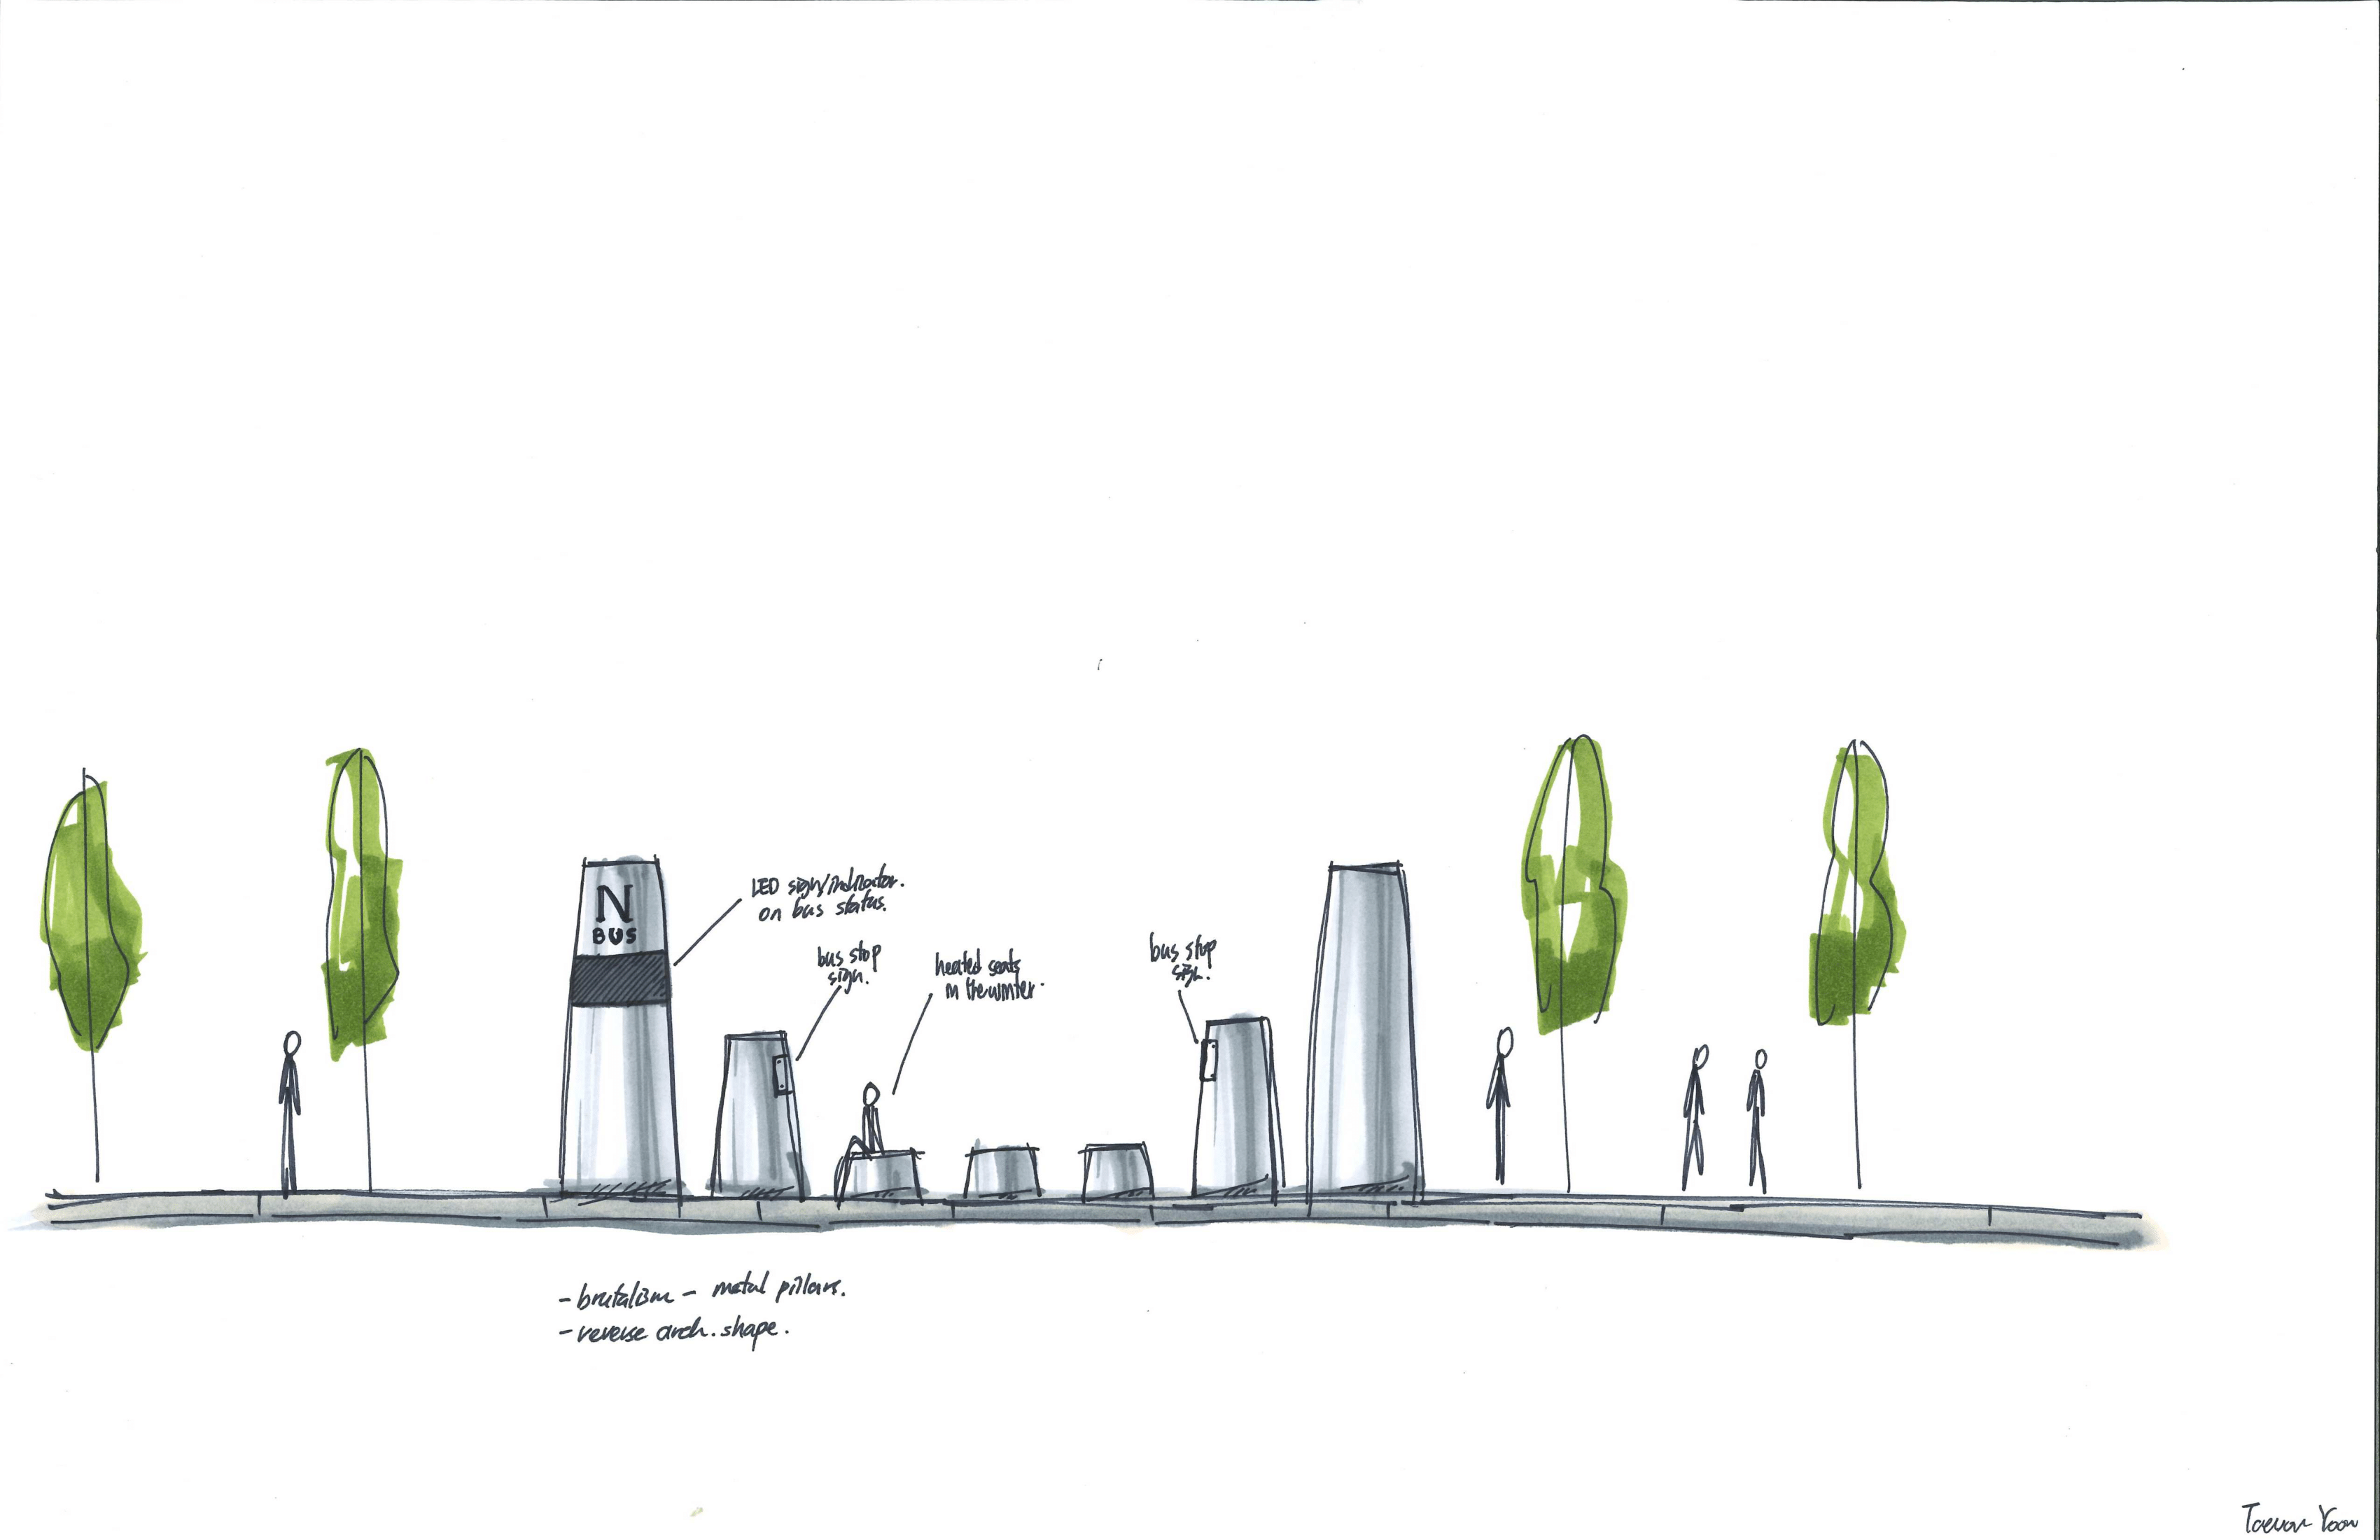 N
BUS
LED sign/indicator.
on bus status.
bus stop
sign.
heated seats
in the winter.
bus stop
sign.
- brutalism - metal pillars.
- reverse arch. shape.
Yoon